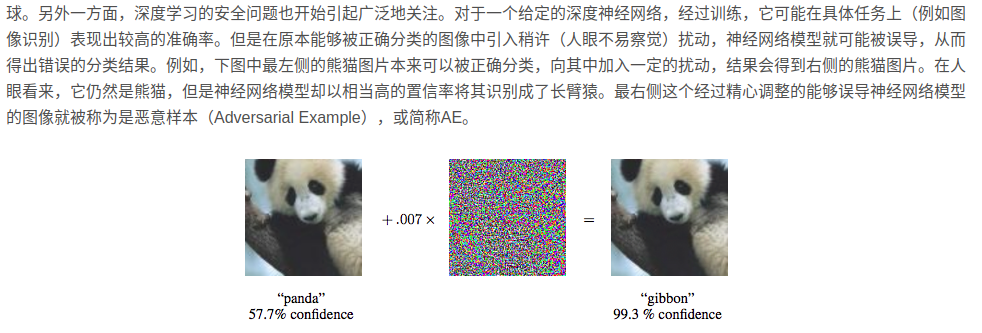 球。另外一方面，深度学习的安全问题也开始引起广泛地关注。对于一个给定的深度神经网络，经过训练，它可能在具体任务上（例如图
像识别）表现出较高的准确率。但是在原本能够被正确分类的图像中引入稍许（人眼不易察觉）扰动，神经网络模型就可能被误导，从而
得出错误的分类结果。例如，下图中最左侧的熊猫图片本来可以被正确分类，向其中加入一定的扰动，结果会得到右侧的熊猫图片。在人
眼看来，它仍然是熊猫，但是神经网络模型却以相当高的置信率将其识别成了长臂猿。最右侧这个经过精心调整的能够误导神经网络模型
的图像就被称为是恶意样本（Adversarial Example），或简称AE。
+ .007 × =
“panda” “gibbon”
57.7% confidence 99.3 % confidence